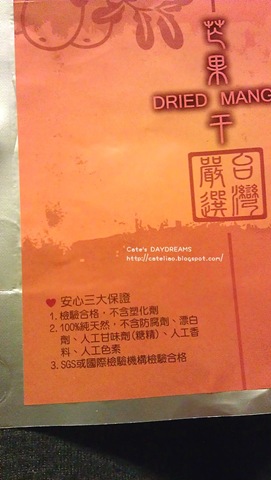 芒果干
DRIED MANG
台灣
嚴選
Cate's DAYDREAMS
http://cateliao.blogspot.com/
安心三大保證
1.檢驗合格,不含塑化劑
2.100%純天然,不含防腐劑、漂白
劑、人工甘味劑(糖精)、人工香
料、人工色素
3.SGS或國際檢驗機構檢驗合格